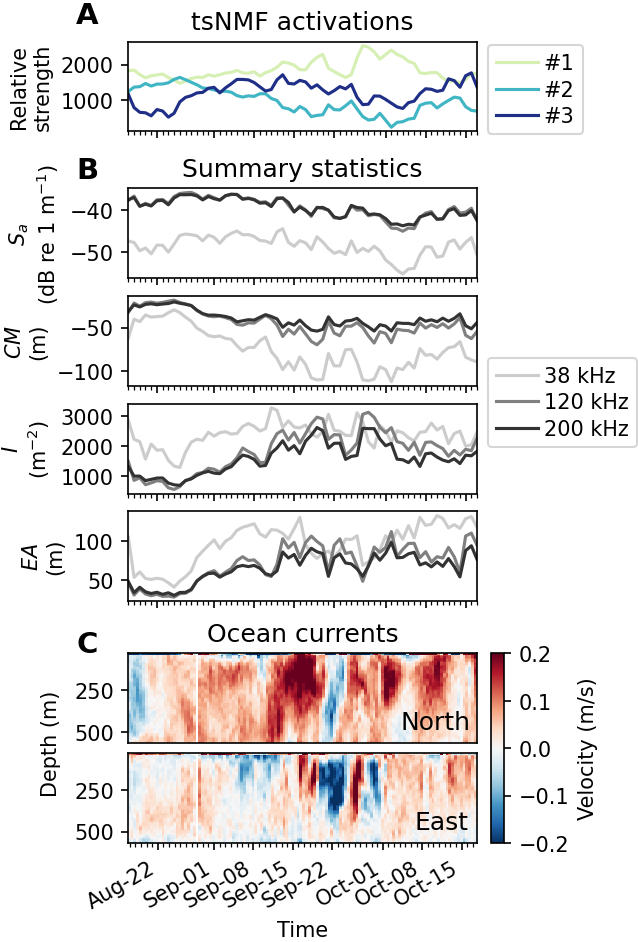 A
tsNMF activations
Relative
strength
2000
1000
#1
#2
#3
B
Summary statistics
Sa
(dB re 1 m−1)
−40
−50
CM
(m)
−50
−100
I
(m−2)
3000
2000
1000
EA
(m)
100
50
38 kHz
120 kHz
200 kHz
C
Ocean currents
Depth (m)
250
500
North
250
500
East
0.2
0.1
0.0
−0.1
−0.2
Velocity (m/s)
Aug-22
Sep-01
Sep-08
Sep-15
Sep-22
Oct-01
Oct-08
Oct-15
Time